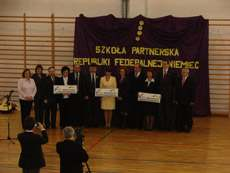 SZKOŁA PARTNERSKA
REPUBLIKI FEDERALNEJ NIEMIEC